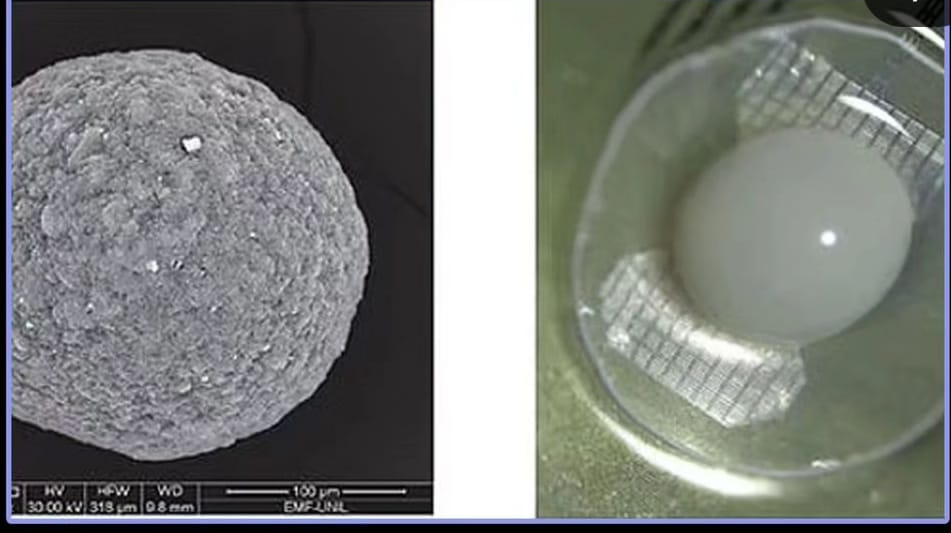 HV HFW WD 100 µm
30.00 kV 318 µm 9.8 mm EMF-UNIL